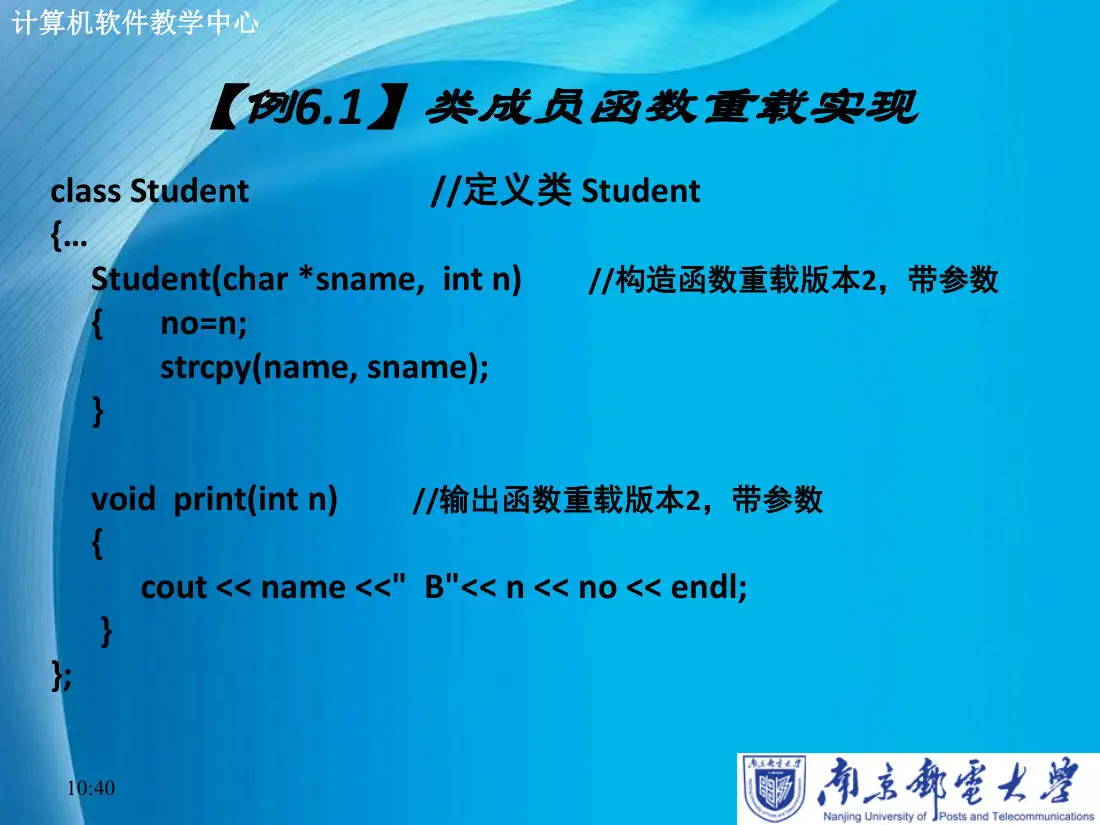 计算机软件教学中心
【例6.1】类成员函数重载实现
class Student //定义类 Student
{…
Student(char *sname, int n) //构造函数重载版本2，带参数
{ no=n;
strcpy(name, sname);
}
void print(int n) //输出函数重载版本2，带参数
{
cout << name <<" B"<< n << no << endl;
}
};
10:40
南京邮电大學
Nanjing University of Posts and Telecommunications